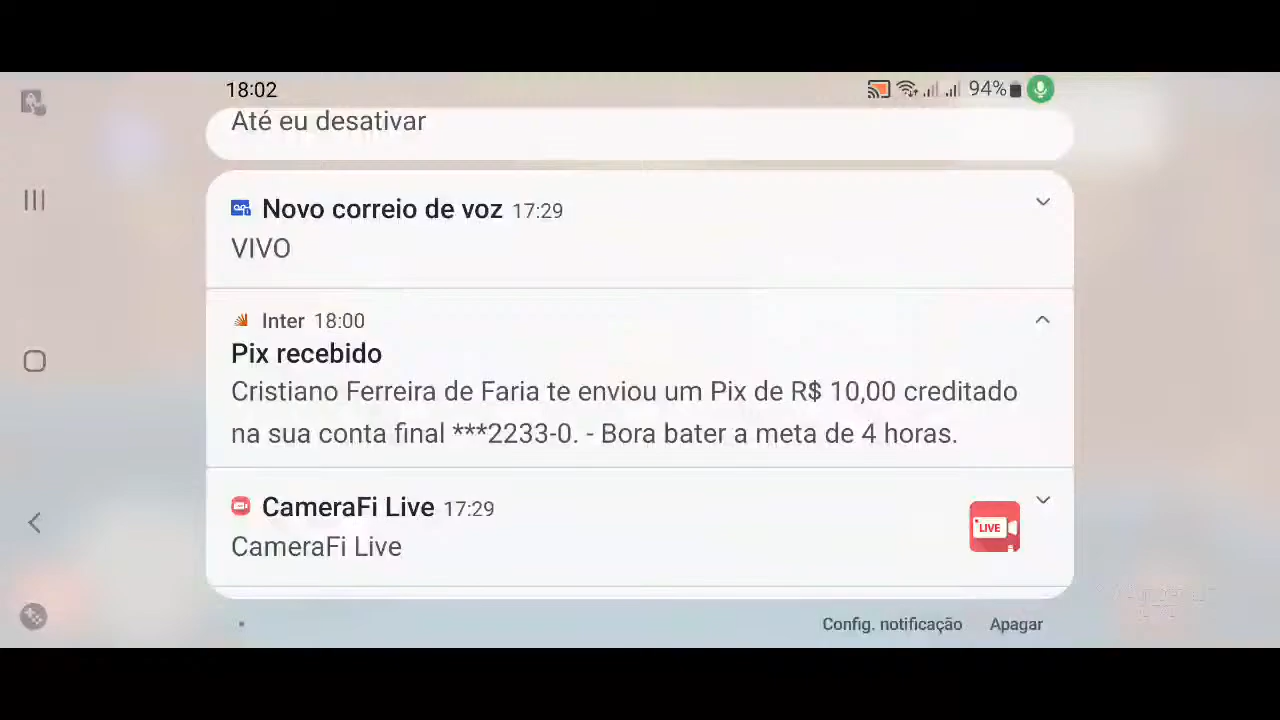 18:02 94%
Até eu desativar
Novo correio de voz 17:29
VIVO
Inter 18:00
Pix recebido
Cristiano Ferreira de Faria te enviou um Pix de R$ 10,00 creditado
na sua conta final ***2233-0. - Bora bater a meta de 4 horas.
CameraFi Live 17:29
LIVE
CameraFi Live
Config. notificação Apagar